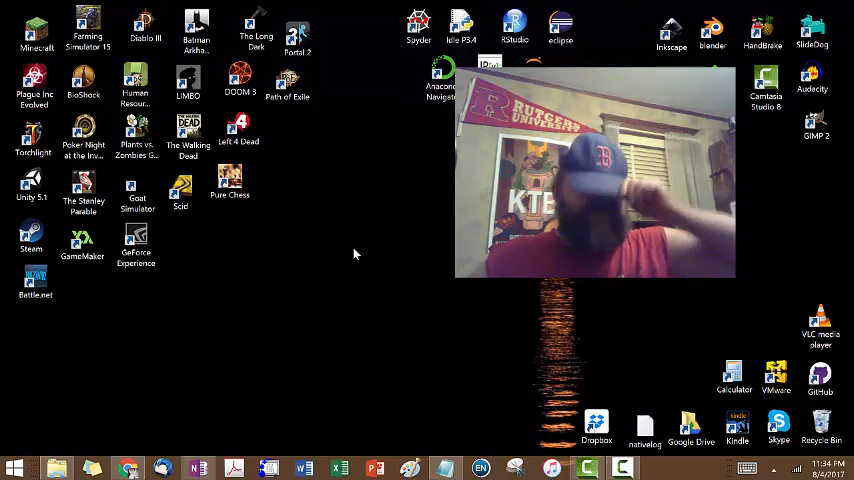 Minecraft
Farming
Simulator 15
Diablo III
Batman
Arkha...
The Long
Dark
Portal 2
Spyder
Idle P3.4
RStudio
eclipse
Inkscape
blender
HandBrake
SlideDog
Plague Inc
Evolved
BioShock
Human
Resour...
LIMBO
DOOM 3
Path of Exile
Anacon
Navigato
Camtasia
Studio 8
Audacity
R
RUTGERS
UNIVERSITY
B
KTB
Torchlight
Poker Night
at the Inv...
Plants vs.
Zombies G...
The Walking
Dead
Left 4 Dead
GIMP 2
Unity 5.1
The Stanley
Parable
Goat
Simulator
Scid
Pure Chess
Steam
GameMaker
GeForce
Experience
Battle.net
VLC media
player
Calculator
VMware
GitHub
Dropbox
nativelog
Google Drive
Kindle
Skype
Recycle Bin
EN
11:34 PM
8/4/2017